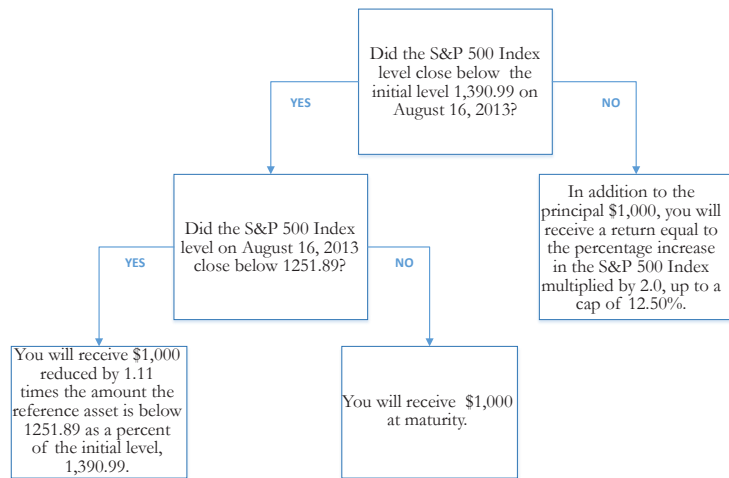 Did the S&P 500 Index
level close below the
initial level 1,390.99 on
August 16, 2013?
YES
NO
Did the S&P 500 Index
level on August 16, 2013
close below 1251.89?
In addition to the
principal $1,000, you will
receive a return equal to
the percentage increase
in the S&P 500 Index
multiplied by 2.0, up to a
cap of 12.50%.
YES
NO
You will receive $1,000
reduced by 1.11
times the amount the
reference asset is below
1251.89 as a percent
of the initial level,
1,390.99.
You will receive $1,000
at maturity.